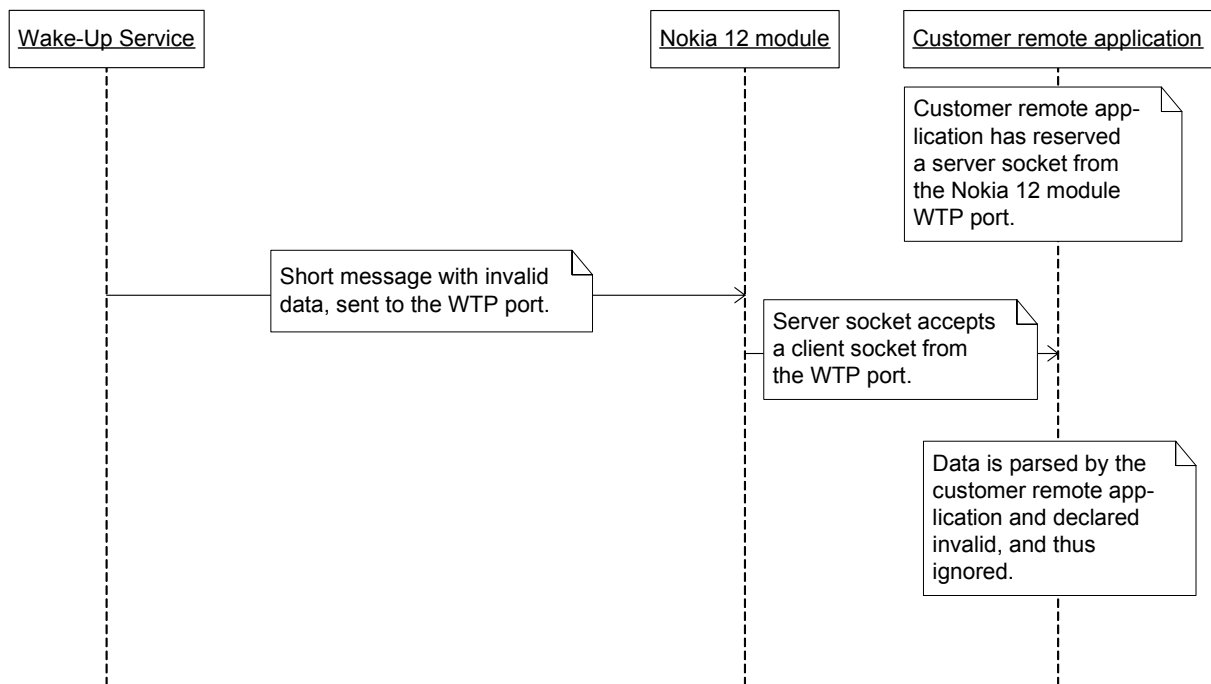 Wake-Up Service
Nokia 12 module
Customer remote application
Customer remote app-
lication has reserved
a server socket from
the Nokia 12 module
WTP port.
Short message with invalid
data, sent to the WTP port.
Server socket accepts
a client socket from
the WTP port.
Data is parsed by the
customer remote app-
lication and declared
invalid, and thus
ignored.